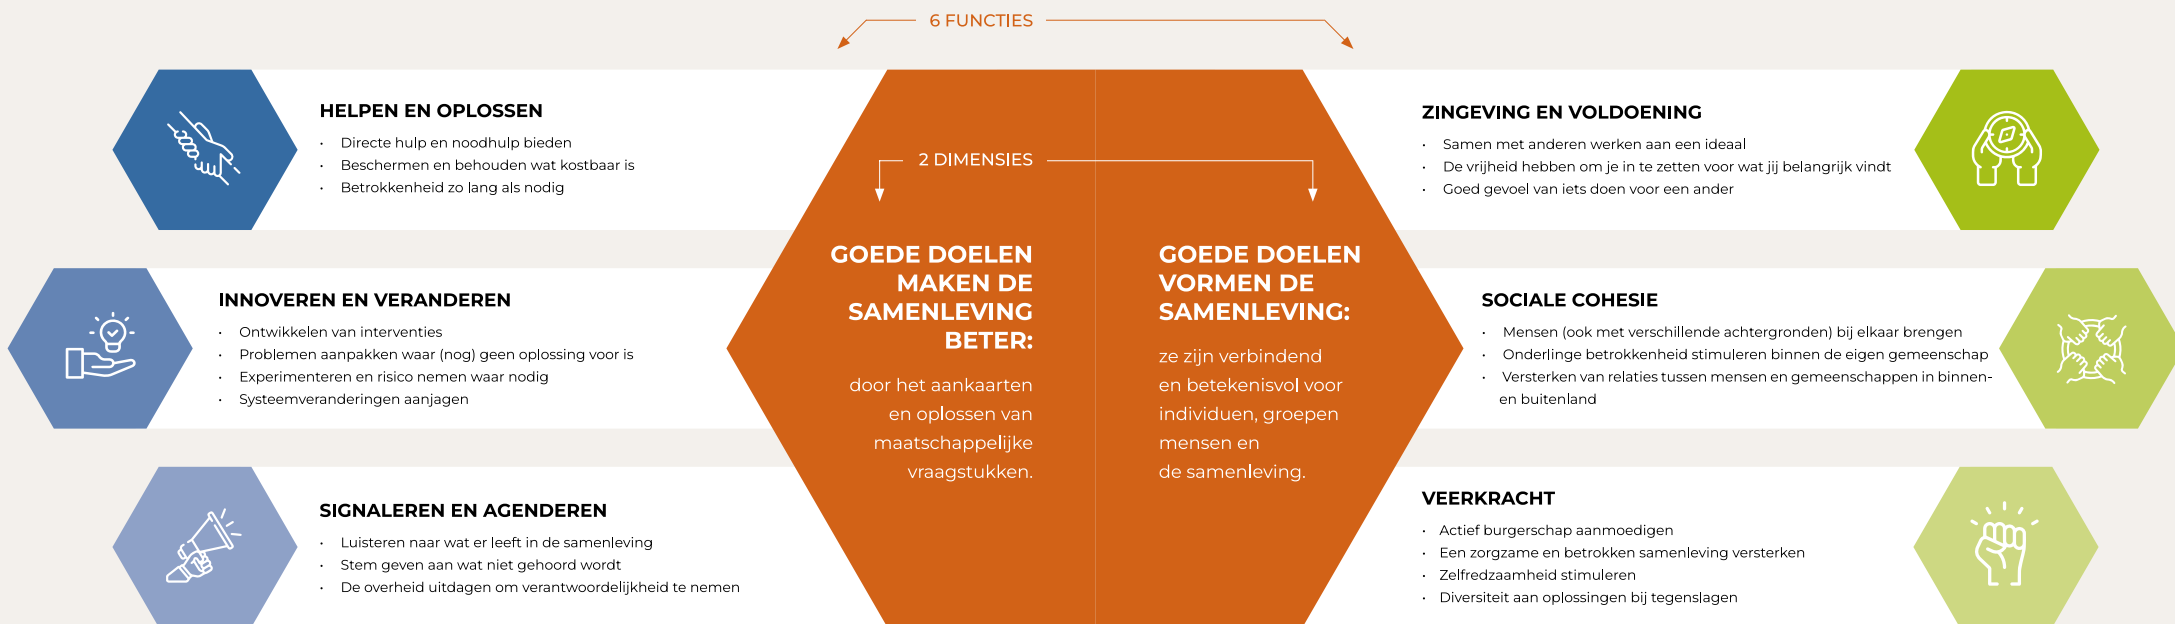 6 FUNCTIES
HELPEN EN OPLOSSEN
• Directe hulp en noodhulp bieden
• Beschermen en behouden wat kostbaar is
• Betrokkenheid zo lang als nodig
INNOVEREN EN VERANDEREN
• Ontwikkelen van interventies
• Problemen aanpakken waar (nog) geen oplossing voor is
• Experimenteren en risico nemen waar nodig
• Systeemveranderingen aanjagen
SIGNALEREN EN AGENDEREN
• Luisteren naar wat er leeft in de samenleving
• Stem geven aan wat niet gehoord wordt
• De overheid uitdagen om verantwoordelijkheid te nemen
2 DIMENSIES
GOEDE DOELEN
MAKEN DE
SAMENLEVING
BETER:
door het aankaarten
en oplossen van
maatschappelijke
vraagstukken.
GOEDE DOELEN
VORMEN DE
SAMENLEVING:
ze zijn verbindend
en betekenisvol voor
individuen, groepen
mensen en
de samenleving.
ZINGEVING EN VOLDOENING
• Samen met anderen werken aan een ideaal
• De vrijheid hebben om je in te zetten voor wat jij belangrijk vindt
• Goed gevoel van iets doen voor een ander
SOCIALE COHESIE
• Mensen (ook met verschillende achtergronden) bij elkaar brengen
• Onderlinge betrokkenheid stimuleren binnen de eigen gemeenschap
• Versterken van relaties tussen mensen en gemeenschappen in binnen-
en buitenland
VEERKRACHT
• Actief burgerschap aanmoedigen
• Een zorgzame en betrokken samenleving versterken
• Zelfredzaamheid stimuleren
• Diversiteit aan oplossingen bij tegenslagen